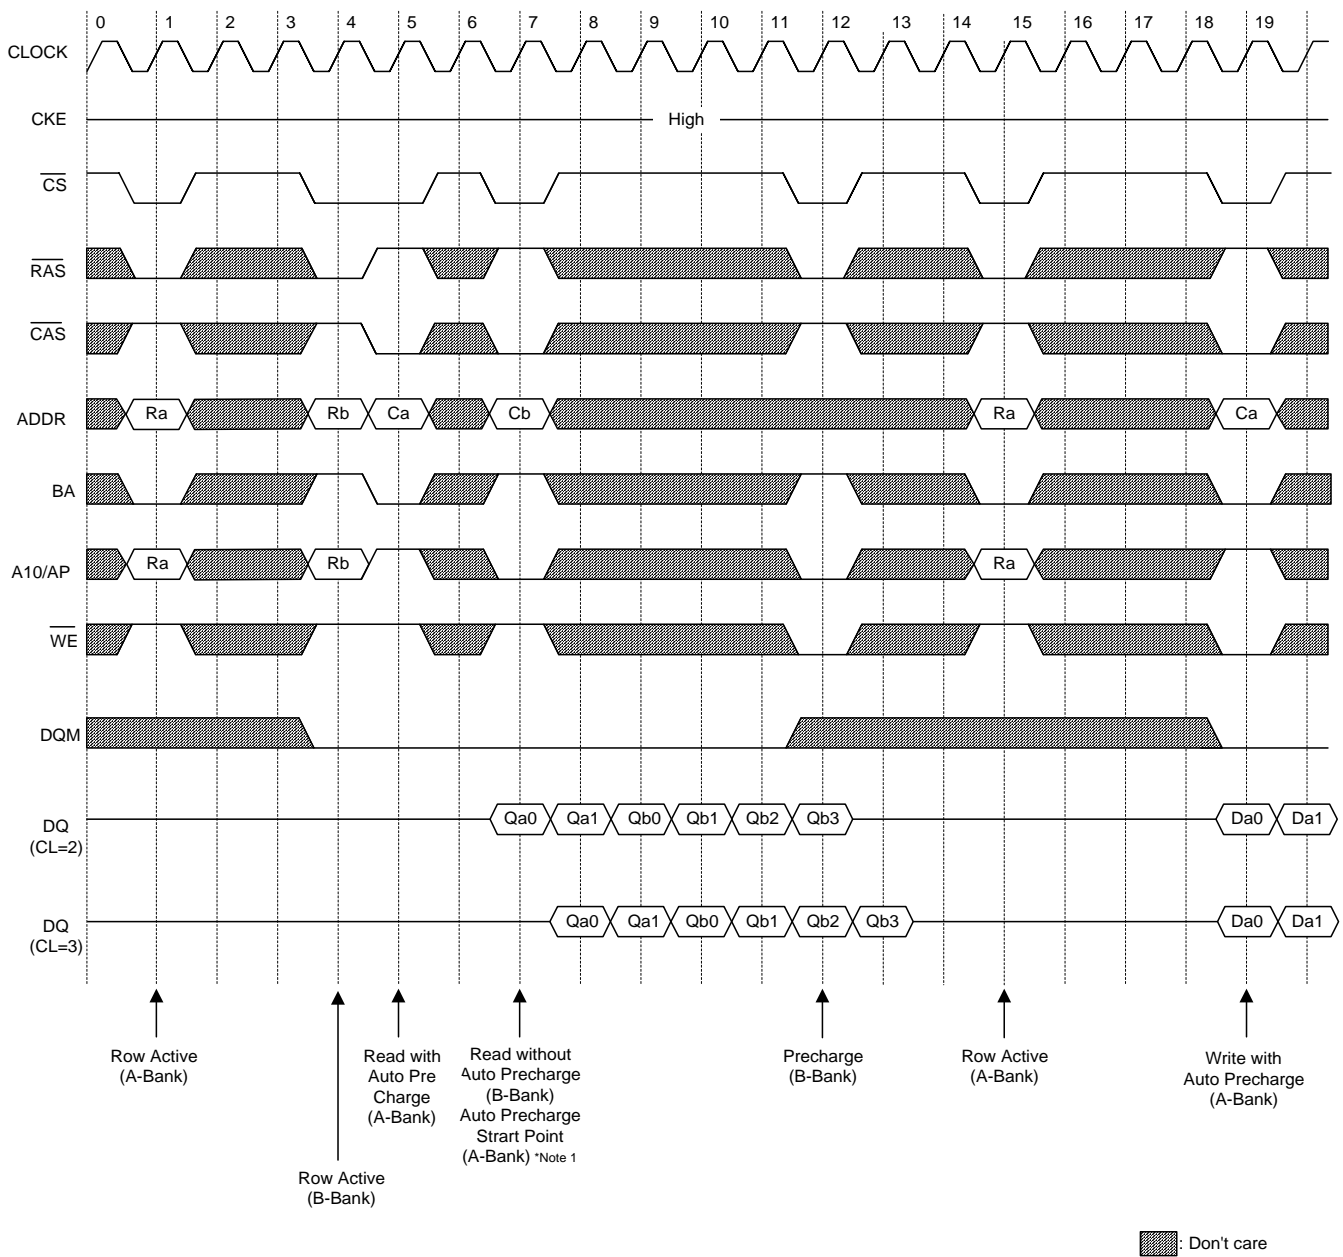 0 1 2 3 4 5 6 7 8 9 10 11 12 13 14 15 16 17 18 19
CLOCK
CKE High
CS
RAS
CAS
ADDR Ra Rb Ca Cb Ra Ca
BA
A10/AP Ra Rb Ra
WE
DQM
DQ
(CL=2) Qa0 Qa1 Qb0 Qb1 Qb2 Qb3 Da0 Da1
DQ
(CL=3) Qa0 Qa1 Qb0 Qb1 Qb2 Qb3 Da0 Da1
Row Active
(A-Bank)
Row Active
(B-Bank)
Read with
Auto Pre
Charge
(A-Bank)
Read without
Auto Precharge
(B-Bank)
Auto Precharge
Strart Point
(A-Bank) *Note 1
Precharge
(B-Bank)
Row Active
(A-Bank)
Write with
Auto Precharge
(A-Bank)
: Don't care